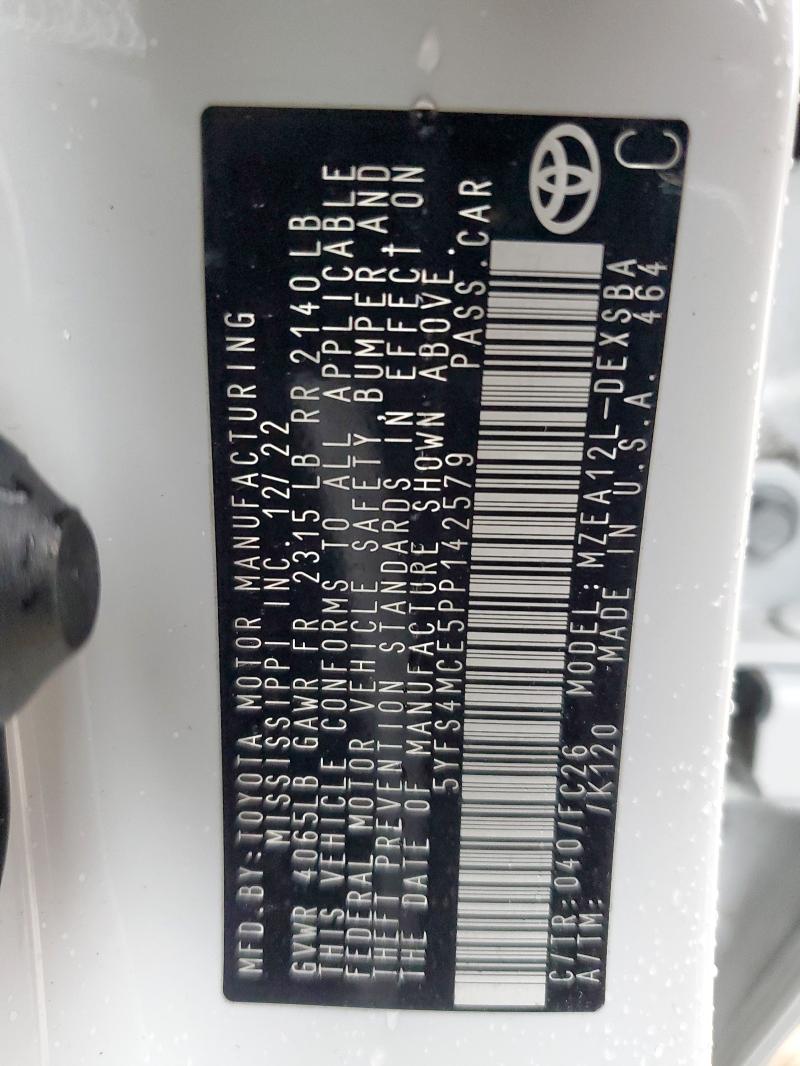 MFD.BY:TOYOTA MOTOR MANUFACTURING
MISSISSIPPI INC. 12/22
GVWR 4065LB GAWR FR 2315 LB RR 2140LB
THIS VEHICLE CONFORMS TO ALL APPLICABLE
FEDERAL MOTOR VEHICLE SAFETY BUMPER AND
THEFT PREVENTION STANDARDS IN EFFECT ON
THE DATE OF MANUFACTURE SHOWN ABOVE.
5YFS4MCE5PP142579 PASS.CAR
C/TR:040/FC26 MODEL:MZEA12L-DEXSBA
A/TM: /K120 MADE IN U.S.A. 464
C